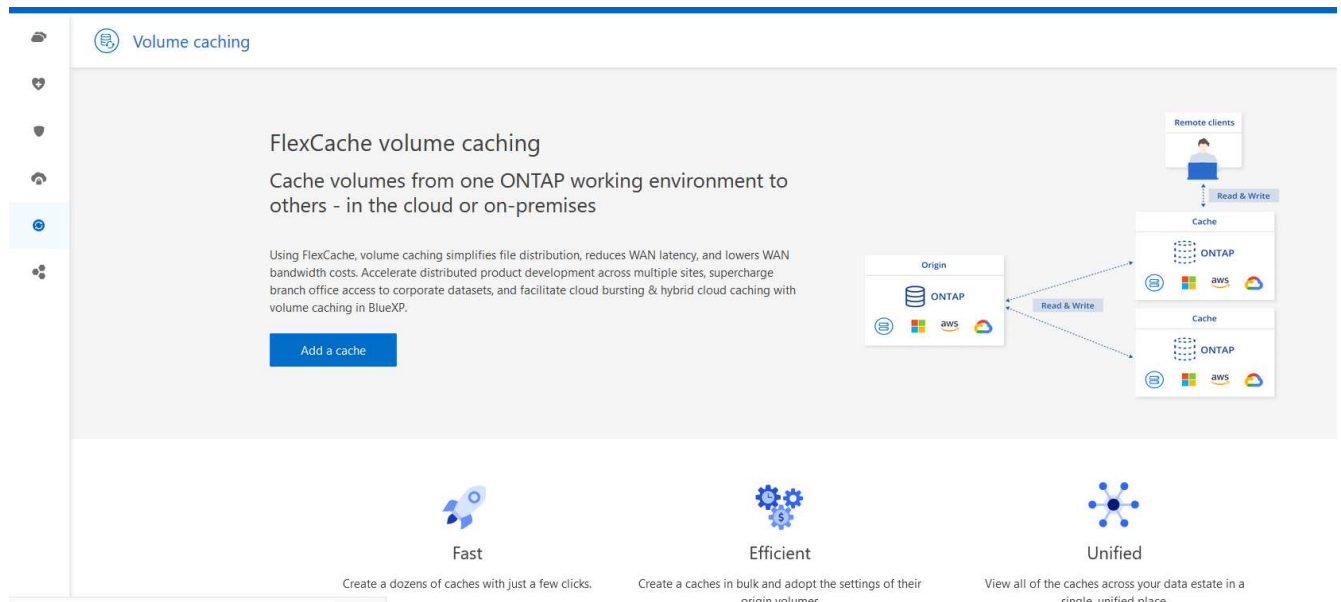 Volume caching
FlexCache volume caching
Cache volumes from one ONTAP working environment to
others - in the cloud or on-premises
Using FlexCache, volume caching simplifies file distribution, reduces WAN latency, and lowers WAN
bandwidth costs. Accelerate distributed product development across multiple sites, supercharge
branch office access to corporate datasets, and facilitate cloud bursting & hybrid cloud caching with
volume caching in BlueXP.
Add a cache
Remote clients
Read & Write
Cache
ONTAP
aws
Origin
ONTAP
aws
Read & Write
Cache
ONTAP
aws
Fast
Create a dozens of caches with just a few clicks.
Efficient
Create a caches in bulk and adopt the settings of their
origin volumes
Unified
View all of the caches across your data estate in a
single, unified place